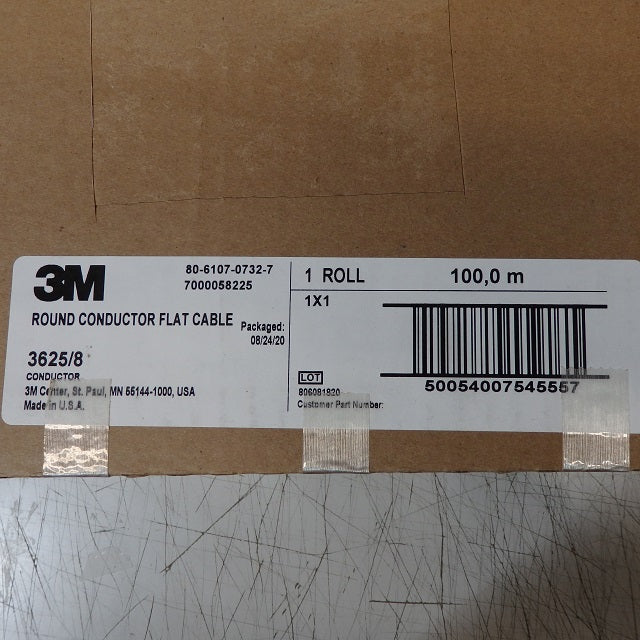 3M
80-6107-0732-7
7000058225
ROUND CONDUCTOR FLAT CABLE
Packaged:
08/24/20
3625/8
CONDUCTOR
3M Center, St. Paul, MN 55144-1000, USA
Made in U.S.A.
1 ROLL 100,0 m
1X1
50054007545557
LOT
806081820
Customer Part Number: